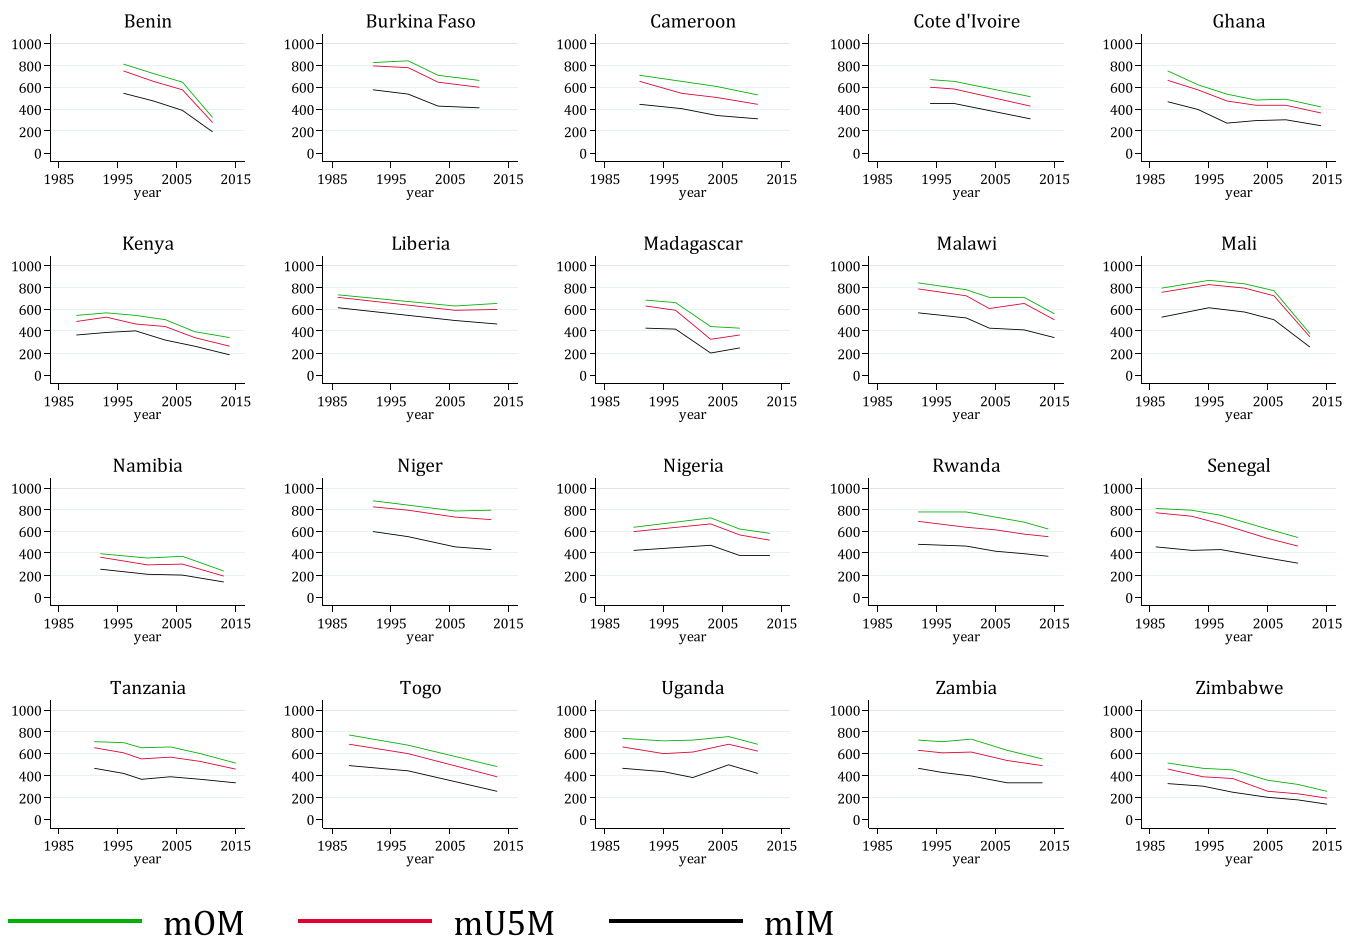 Benin Burkina Faso Cameroon Cote d'Ivoire Ghana
1000 1000 1000 1000 1000
800 800 800 800 800
600 600 600 600 600
400 400 400 400 400
200 200 200 200 200
0 0 0 0 0
1985 1995 2005 2015 1985 1995 2005 2015 1985 1995 2005 2015 1985 1995 2005 2015 1985 1995 2005 2015
year year year year year
Kenya Liberia Madagascar Malawi Mali
1000 1000 1000 1000 1000
800 800 800 800 800
600 600 600 600 600
400 400 400 400 400
200 200 200 200 200
0 0 0 0 0
1985 1995 2005 2015 1985 1995 2005 2015 1985 1995 2005 2015 1985 1995 2005 2015 1985 1995 2005 2015
year year year year year
Namibia Niger Nigeria Rwanda Senegal
1000 1000 1000 1000 1000
800 800 800 800 800
600 600 600 600 600
400 400 400 400 400
200 200 200 200 200
0 0 0 0 0
1985 1995 2005 2015 1985 1995 2005 2015 1985 1995 2005 2015 1985 1995 2005 2015 1985 1995 2005 2015
year year year year year
Tanzania Togo Uganda Zambia Zimbabwe
1000 1000 1000 1000 1000
800 800 800 800 800
600 600 600 600 600
400 400 400 400 400
200 200 200 200 200
0 0 0 0 0
1985 1995 2005 2015 1985 1995 2005 2015 1985 1995 2005 2015 1985 1995 2005 2015 1985 1995 2005 2015
year year year year year
mOM mU5M mIM